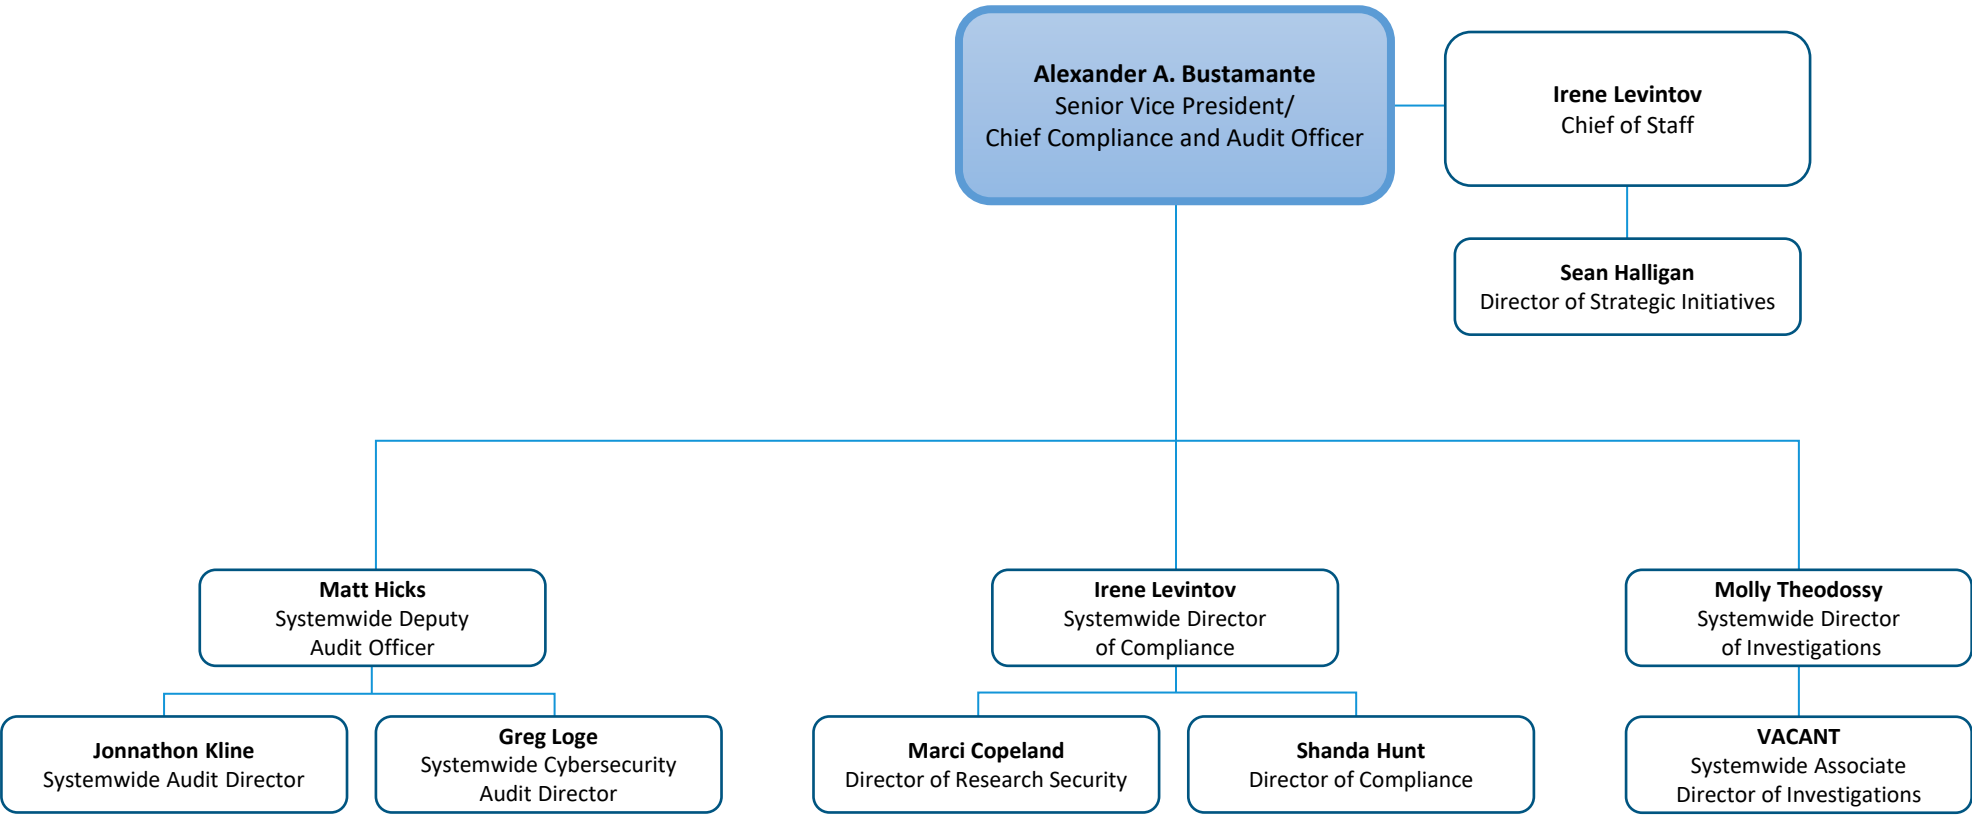 Alexander A. Bustamante
Senior Vice President/
Chief Compliance and Audit Officer
Irene Levintov
Chief of Staff
Sean Halligan
Director of Strategic Initiatives
Matt Hicks
Systemwide Deputy
Audit Officer
Irene Levintov
Systemwide Director
of Compliance
Molly Theodossy
Systemwide Director
of Investigations
Jonnathon Kline
Systemwide Audit Director
Greg Loge
Systemwide Cybersecurity
Audit Director
Marci Copeland
Director of Research Security
Shanda Hunt
Director of Compliance
VACANT
Systemwide Associate
Director of Investigations